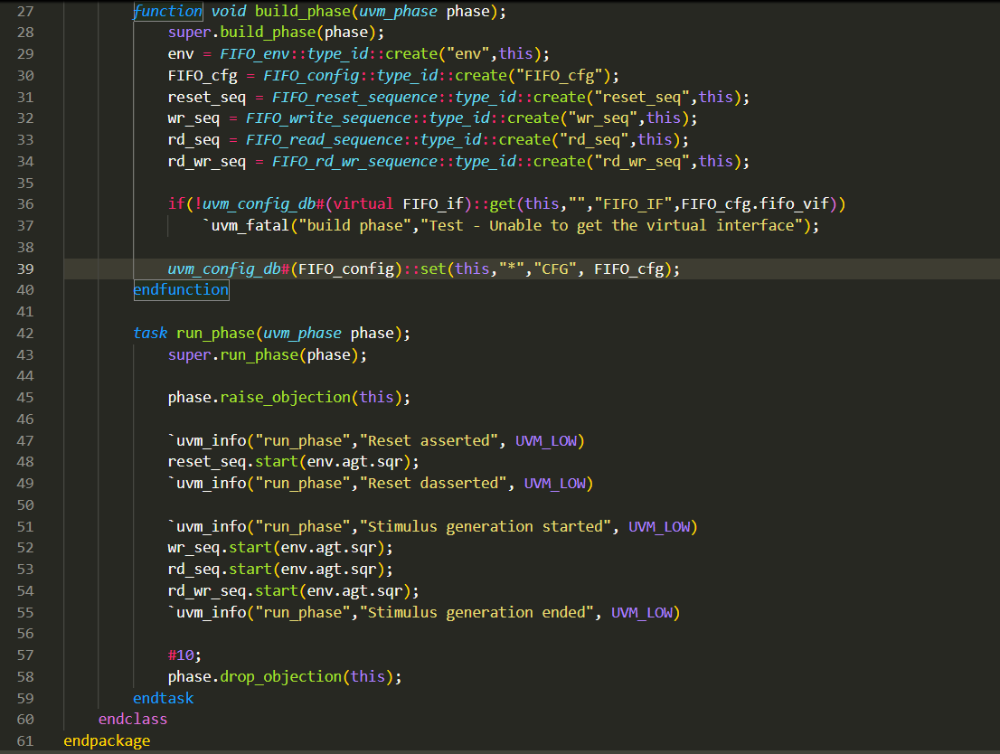 27 function void build_phase(uvm_phase phase);
28 super.build_phase(phase);
29 env = FIFO_env::type_id::create("env",this);
30 FIFO_cfg = FIFO_config::type_id::create("FIFO_cfg");
31 reset_seq = FIFO_reset_sequence::type_id::create("reset_seq",this);
32 wr_seq = FIFO_write_sequence::type_id::create("wr_seq",this);
33 rd_seq = FIFO_read_sequence::type_id::create("rd_seq",this);
34 rd_wr_seq = FIFO_rd_wr_sequence::type_id::create("rd_wr_seq",this);
35
36 if(!uvm_config_db#(virtual FIFO_if)::get(this,"","FIFO_IF",FIFO_cfg.fifo_vif))
37 `uvm_fatal("build phase","Test - Unable to get the virtual interface");
38
39 uvm_config_db#(FIFO_config)::set(this,"*","CFG", FIFO_cfg);
40 endfunction
41
42 task run_phase(uvm_phase phase);
43 super.run_phase(phase);
44
45 phase.raise_objection(this);
46
47 `uvm_info("run_phase","Reset asserted", UVM_LOW)
48 reset_seq.start(env.agt.sqr);
49 `uvm_info("run_phase","Reset dasserted", UVM_LOW)
50
51 `uvm_info("run_phase","Stimulus generation started", UVM_LOW)
52 wr_seq.start(env.agt.sqr);
53 rd_seq.start(env.agt.sqr);
54 rd_wr_seq.start(env.agt.sqr);
55 `uvm_info("run_phase","Stimulus generation ended", UVM_LOW)
56
57 #10;
58 phase.drop_objection(this);
59 endtask
60 endclass
61 endpackage